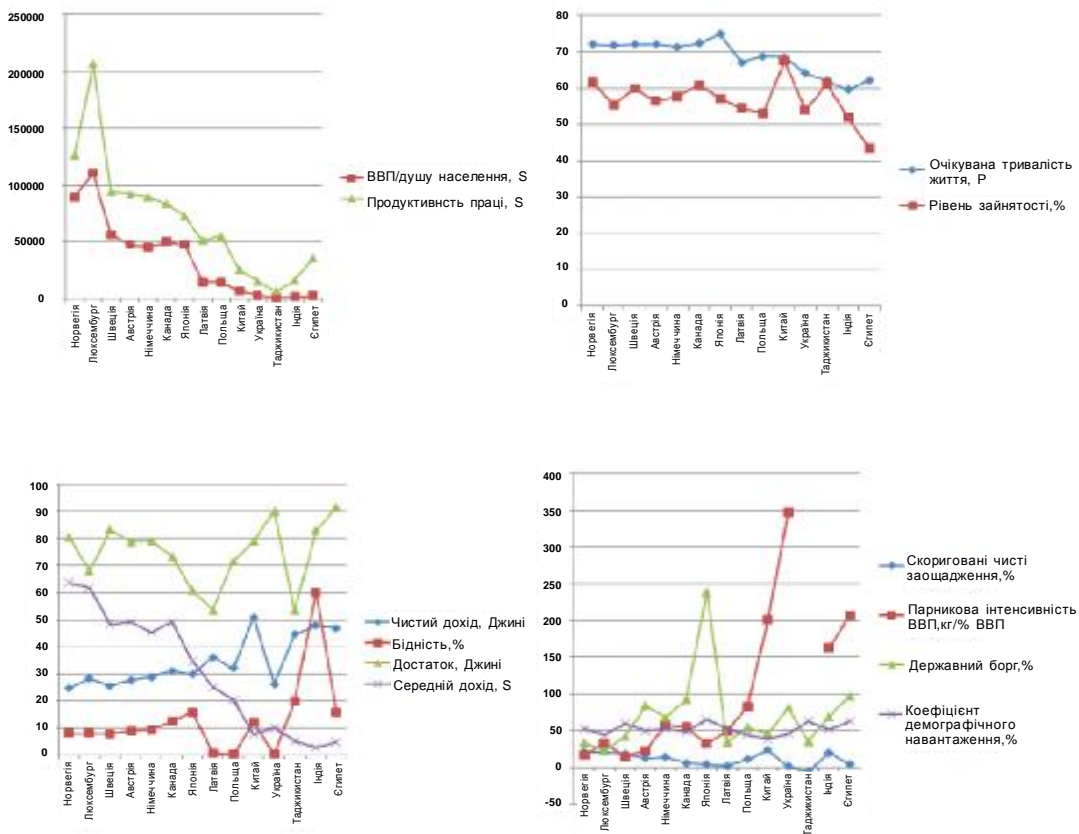 250000
200000
150000
100000
50000
0
Норвегія
Люксембург
Швеція
Австрія
Німеччина
Канада
Японія
Латвія
Польща
Китай
Україна
Таджикистан
Індія
Єгипет
ВВП/душу населення, S
Продуктивнсть праці, S
80
70
60
50
40
30
20
10
0
Норвегія
Люксембург
Швеція
Австрія
Німеччина
Канада
Японія
Латвія
Польща
Китай
Україна
Таджикистан
Індія
Єгипет
Очікувана тривалість
життя, Р
Рівень зайнятості,%
100
90
80
70
60
50
40
30
20
10
0
Норвегія
Люксембург
Швеція
Австрія
Німеччина
Канада
Японія
Латвія
Польща
Китай
Україна
Таджикистан
Індія
Єгипет
Чистий дохід, Джині
Бідність,%
Достаток, Джині
Середній дохід, S
400
350
300
250
200
150
100
50
0
-50
Норвегія
Люксембург
Швеція
Австрія
Німеччина
Канада
Японія
Латвія
Польща
Китай
Україна
Таджикистан
Індія
Єгипет
Скориговані чисті
заощадження,%
Парникова інтенсивність
ВВП,кг/% ВВП
Державний борг,%
Коефіцієнт
демографічного
навантаження,%